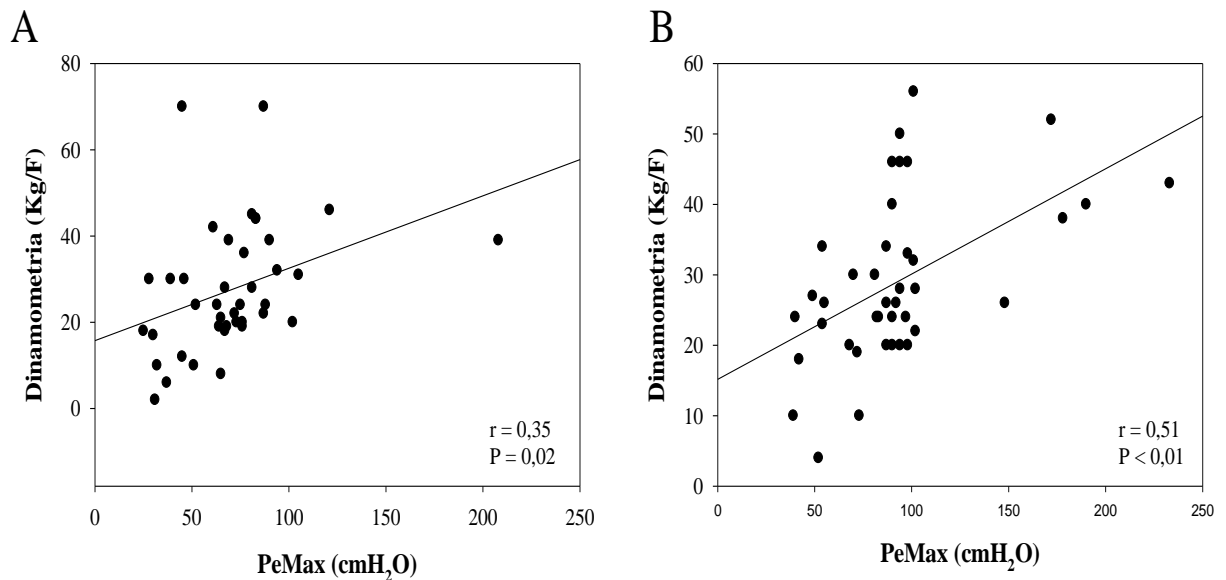 A
Dinamometria (Kg/F)
80
60
40
20
0
0 50 100 150 200 250
PeMax (cmH₂O)
r = 0,35
P = 0,02
B
Dinamometria (Kg/F)
60
50
40
30
20
10
0
0 50 100 150 200 250
PeMax (cmH₂O)
r = 0,51
P < 0,01